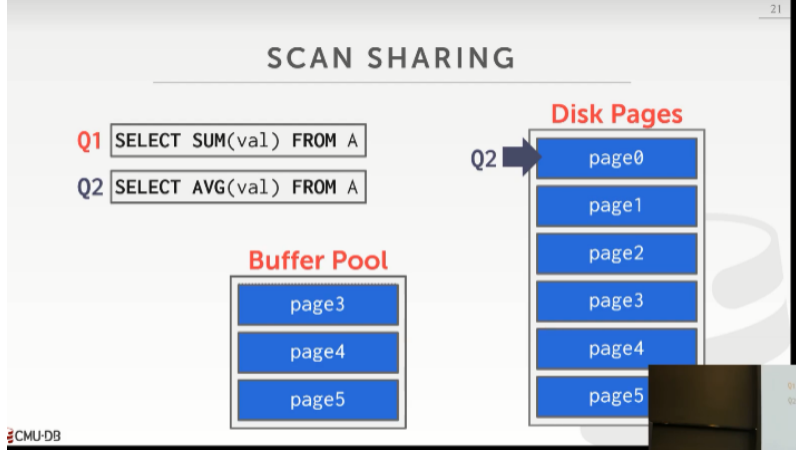 21
SCAN SHARING
Q1 SELECT SUM(val) FROM A
Q2 SELECT AVG(val) FROM A
Disk Pages
Q2
page0
page1
page2
page3
page4
page5
Buffer Pool
page3
page4
page5
CMU·DB